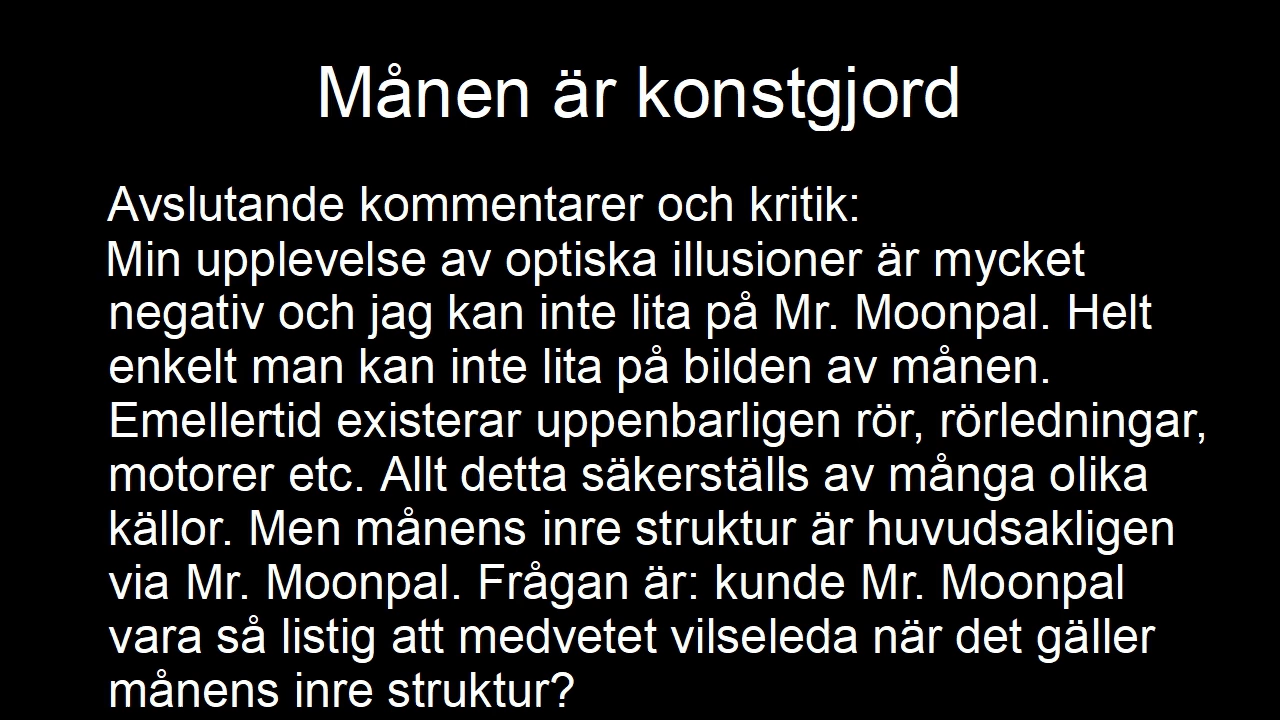 Månen är konstgjord
Avslutande kommentarer och kritik:
Min upplevelse av optiska illusioner är mycket
negativ och jag kan inte lita på Mr. Moonpal. Helt
enkelt man kan inte lita på bilden av månen.
Emellertid existerar uppenbarligen rör, rörledningar,
motorer etc. Allt detta säkerställs av många olika
källor. Men månens inre struktur är huvudsakligen
via Mr. Moonpal. Frågan är: kunde Mr. Moonpal
vara så listig att medvetet vilseleda när det gäller
månens inre struktur?